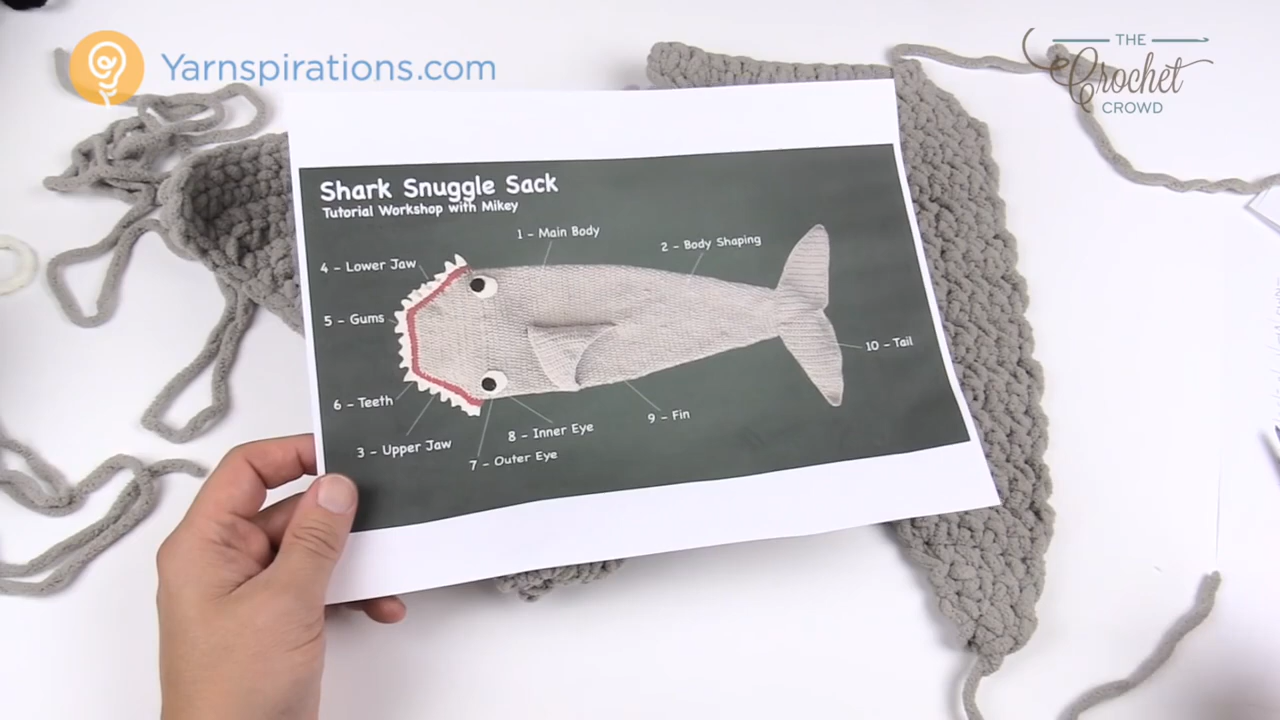 Yarnspirations.com
THE
Crochet
CROWD
Shark Snuggle Sack
Tutorial Workshop with Mikey
1 - Main Body
2 - Body Shaping
4 - Lower Jaw
5 - Gums
10 - Tail
6 - Teeth
9 - Fin
8 - Inner Eye
3 - Upper Jaw
7 - Outer Eye